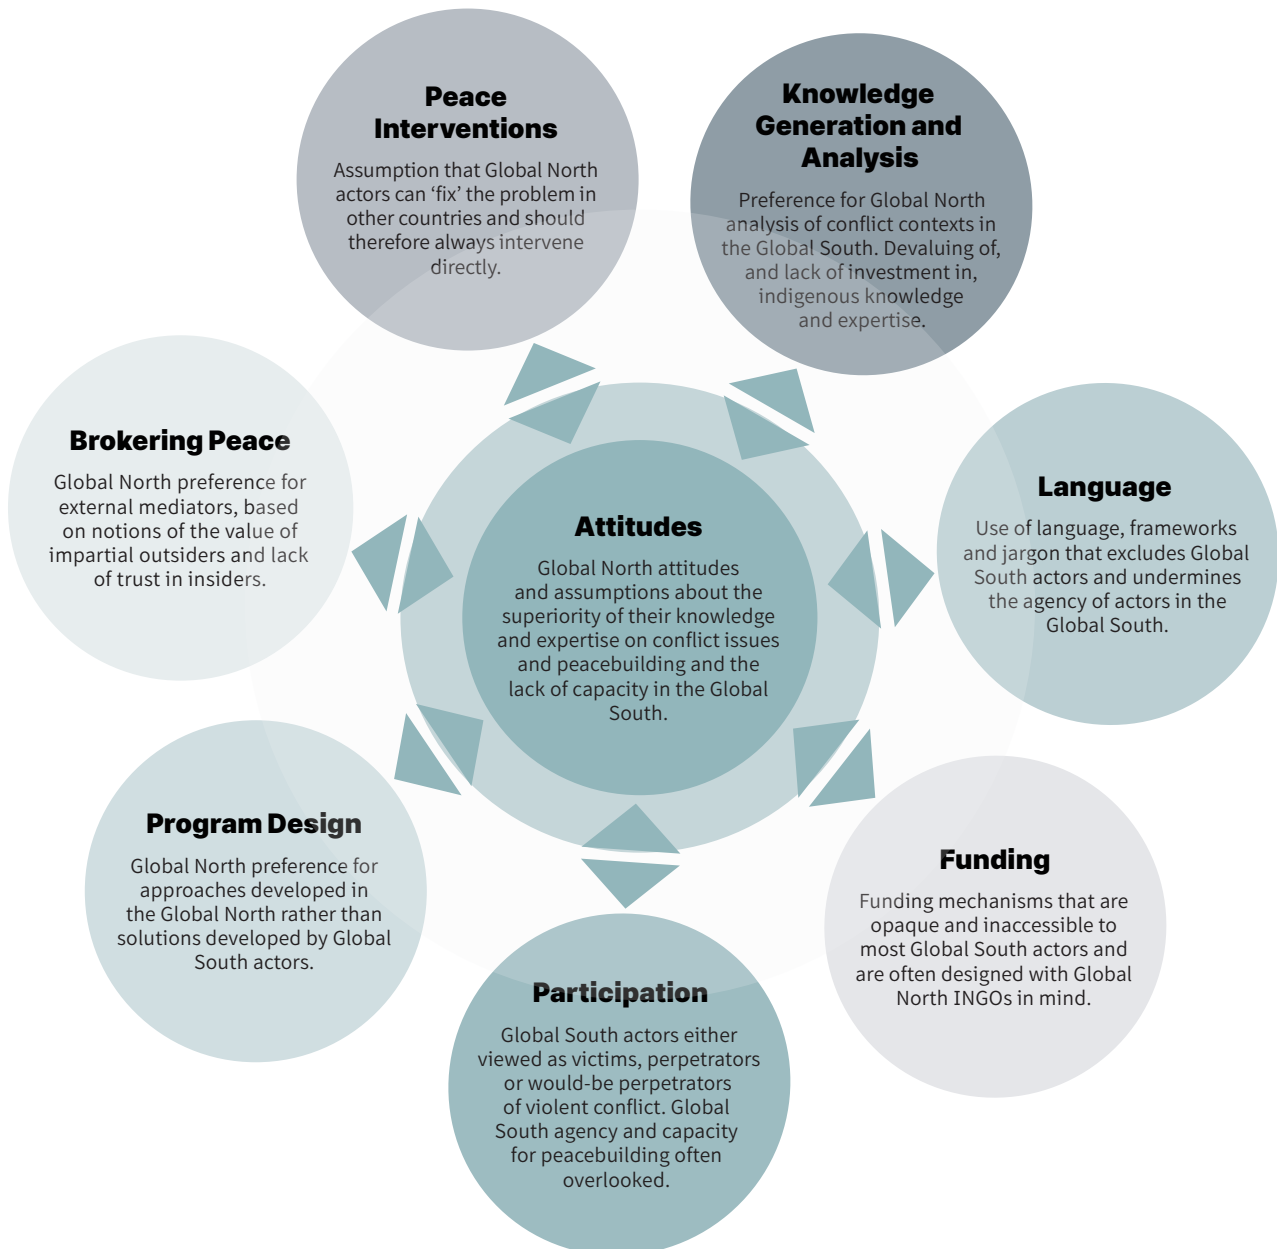 Peace
Interventions
Assumption that Global North
actors can ‘fix’ the problem in
other countries and should
therefore always intervene
directly.
Knowledge
Generation and
Analysis
Preference for Global North
analysis of conflict contexts in
the Global South. Devaluing of,
and lack of investment in,
indigenous knowledge
and expertise.
Brokering Peace
Global North preference for
external mediators, based
on notions of the value of
impartial outsiders and lack
of trust in insiders.
Attitudes
Global North attitudes
and assumptions about the
superiority of their knowledge
and expertise on conflict issues
and peacebuilding and the
lack of capacity in the Global
South.
Language
Use of language, frameworks
and jargon that excludes Global
South actors and undermines
the agency of actors in the
Global South.
Program Design
Global North preference for
approaches developed in
the Global North rather than
solutions developed by Global
South actors.
Funding
Funding mechanisms that are
opaque and inaccessible to
most Global South actors and
are often designed with Global
North INGOs in mind.
Participation
Global South actors either
viewed as victims, perpetrators
or would-be perpetrators
of violent conflict. Global
South agency and capacity
for peacebuilding often
overlooked.